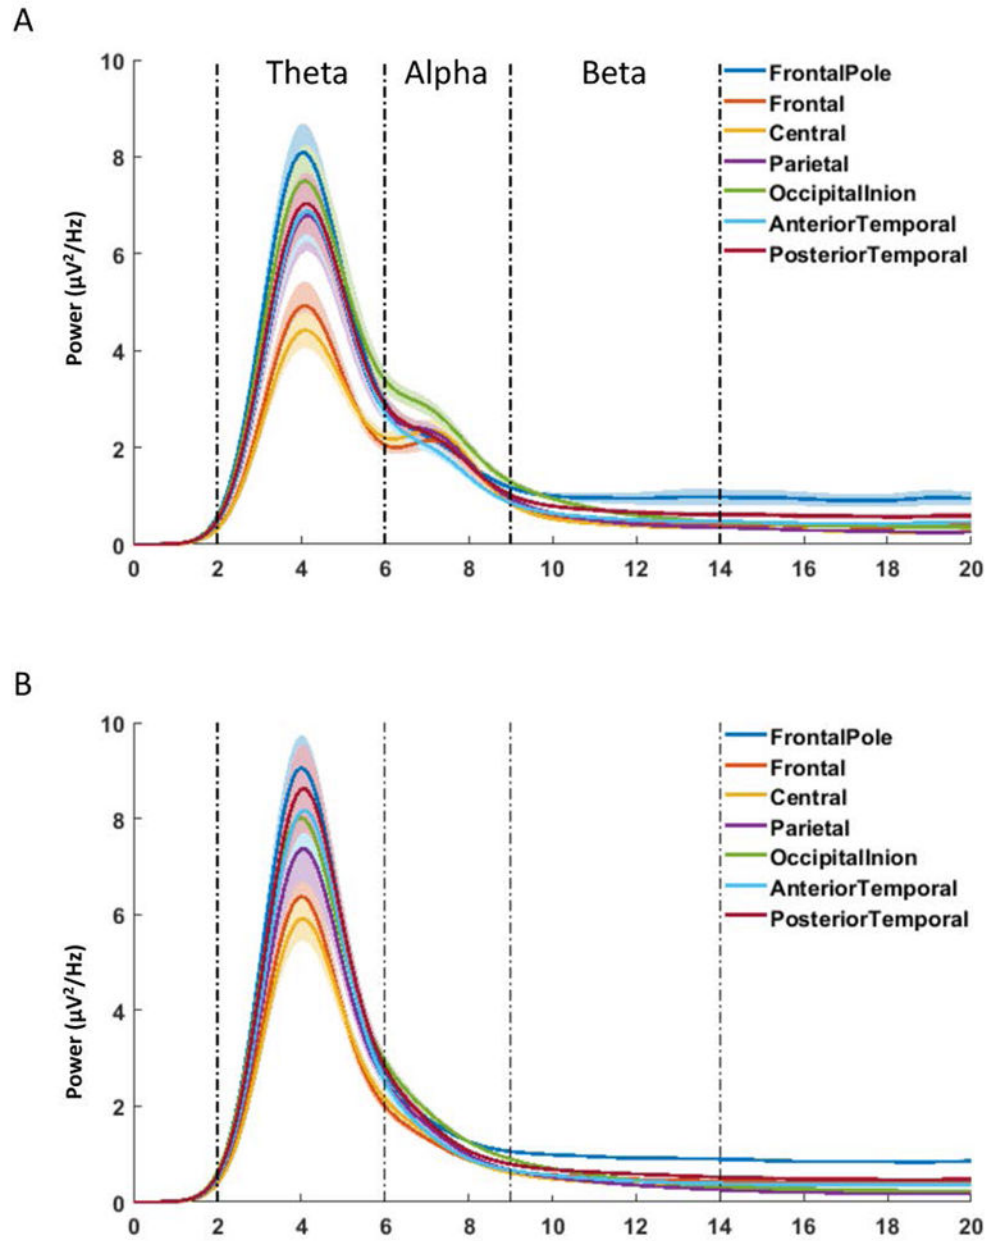 A
10
8
6
4
2
0
Power (µV²/Hz)
Theta Alpha Beta
FrontalPole
Frontal
Central
Parietal
OccipitalInion
AnteriorTemporal
PosteriorTemporal
0 2 4 6 8 10 12 14 16 18 20
B
10
8
6
4
2
0
Power (µV²/Hz)
FrontalPole
Frontal
Central
Parietal
OccipitalInion
AnteriorTemporal
PosteriorTemporal
0 2 4 6 8 10 12 14 16 18 20